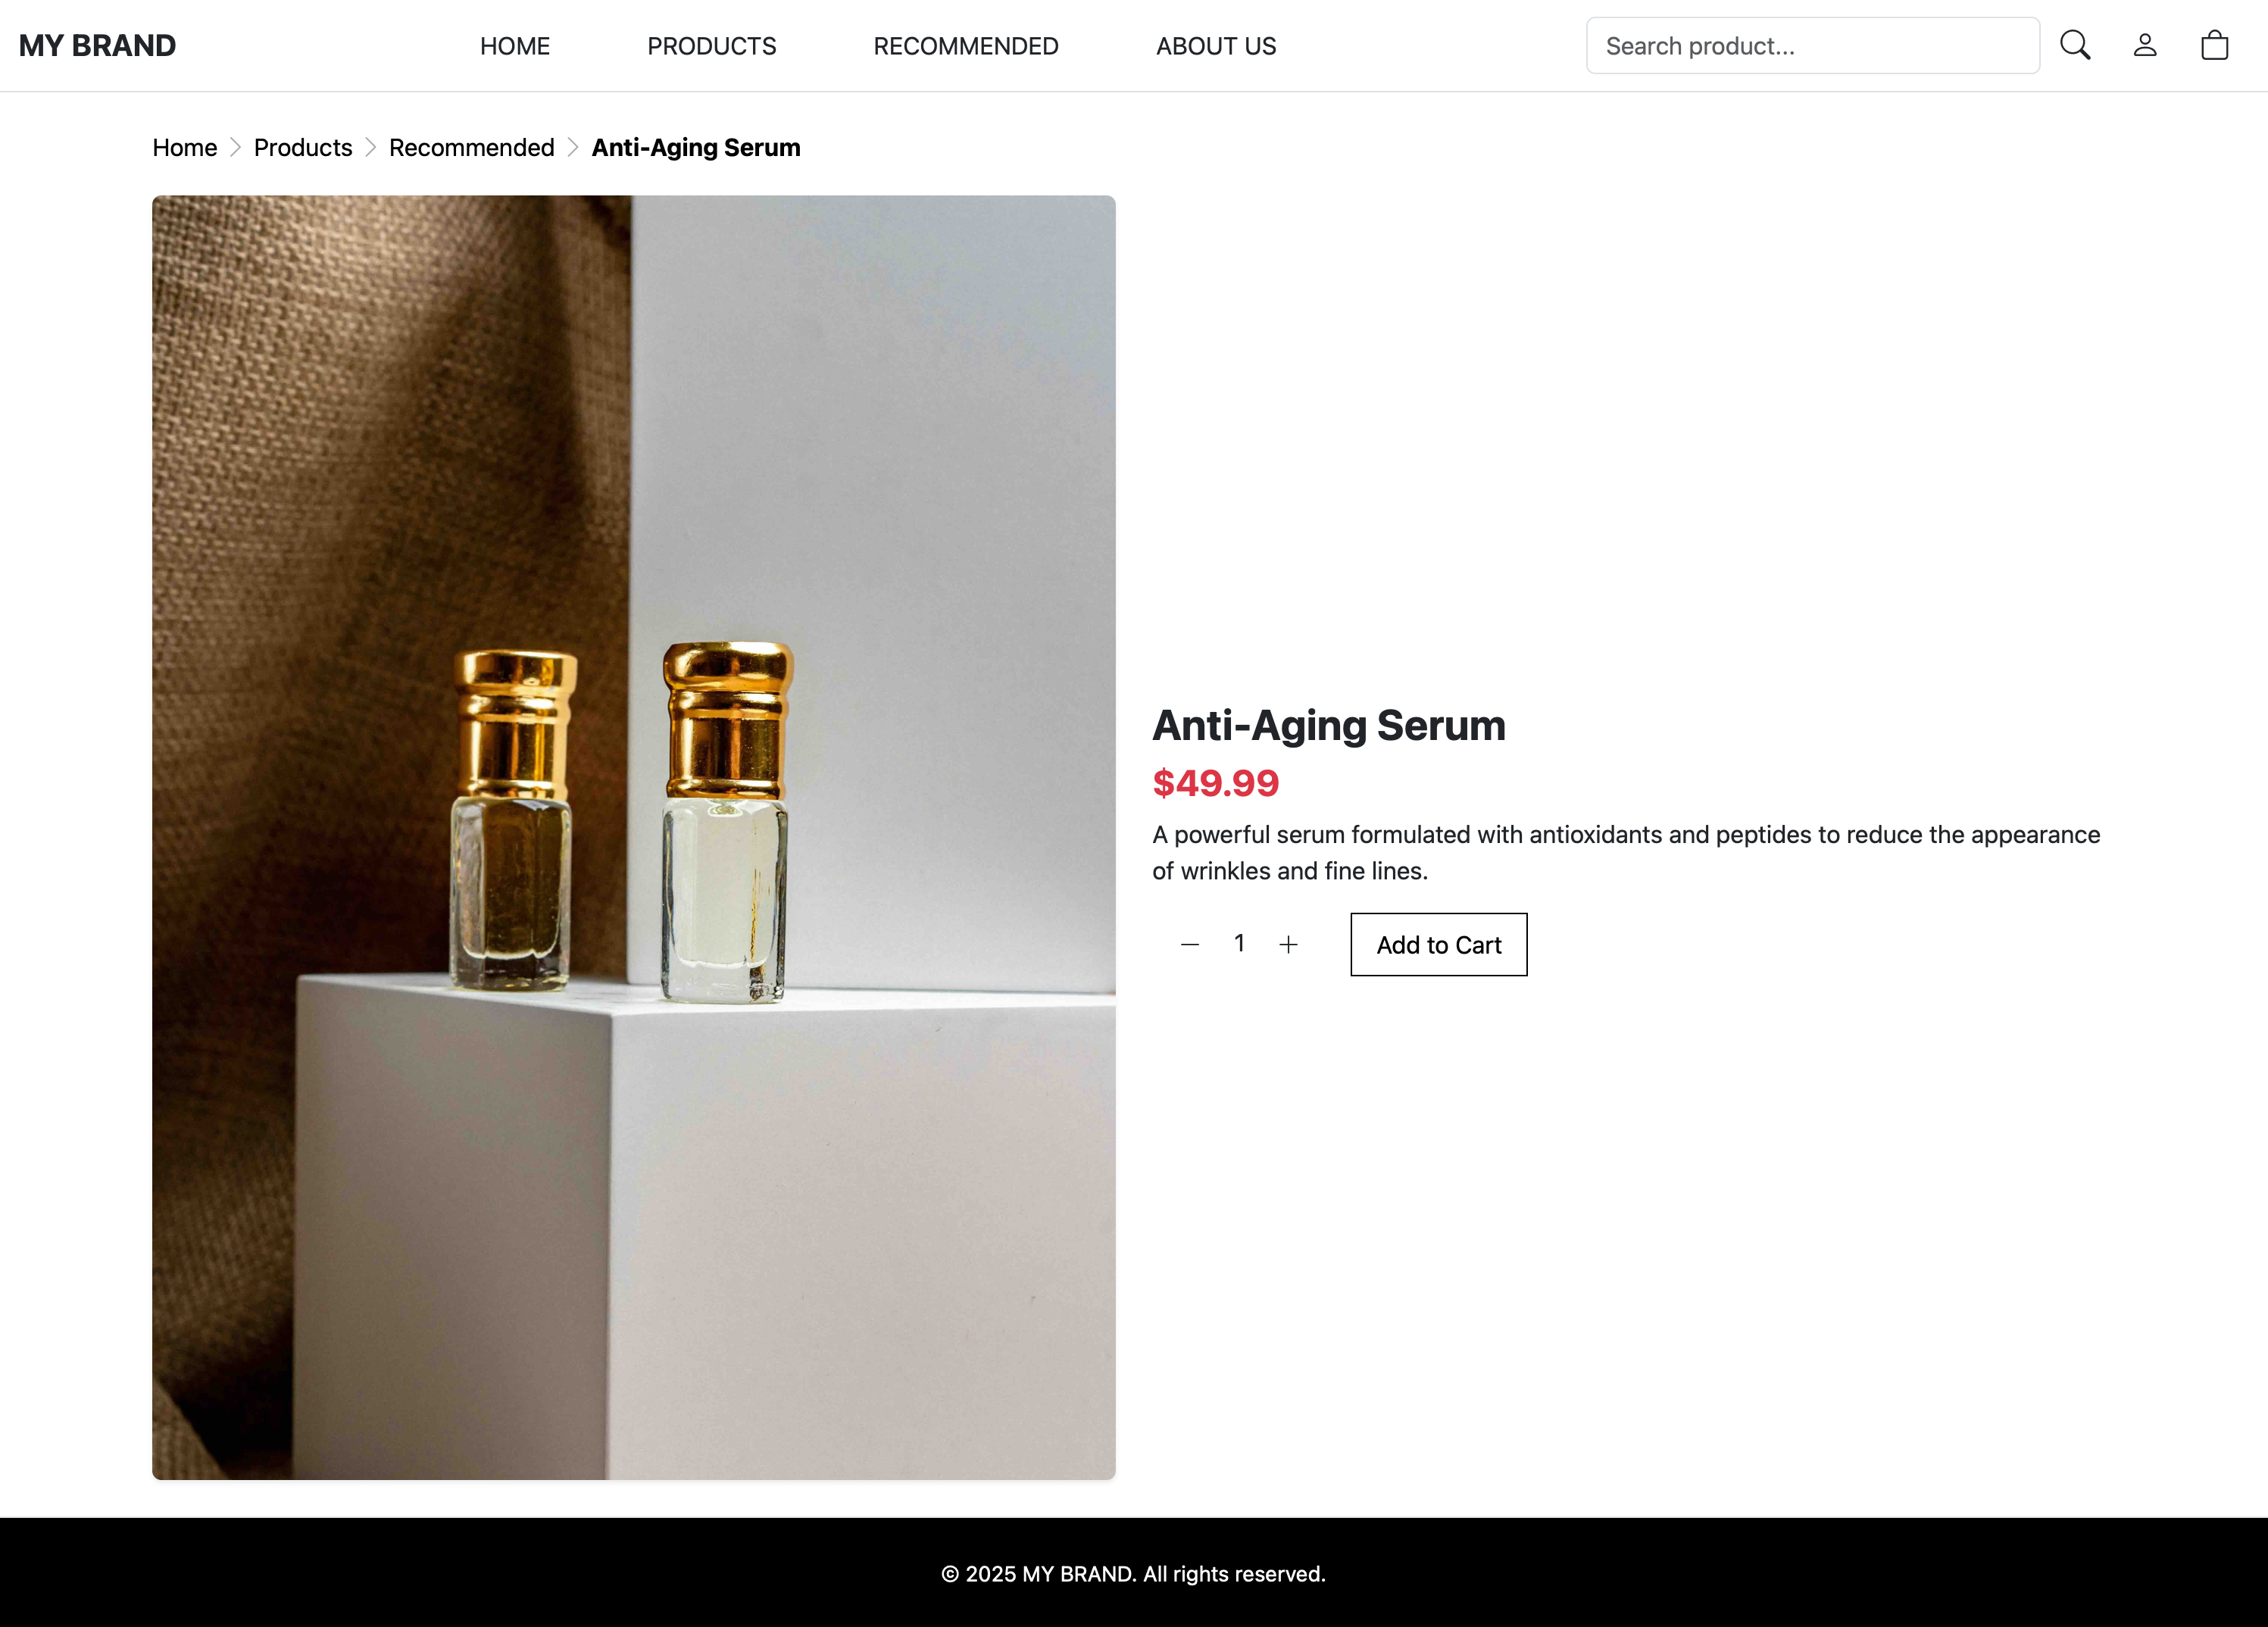 MY BRAND
HOME PRODUCTS RECOMMENDED ABOUT US
Search product...
Home Products Recommended Anti-Aging Serum
Anti-Aging Serum
$49.99
A powerful serum formulated with antioxidants and peptides to reduce the appearance
of wrinkles and fine lines.
— 1 +
Add to Cart
© 2025 MY BRAND. All rights reserved.